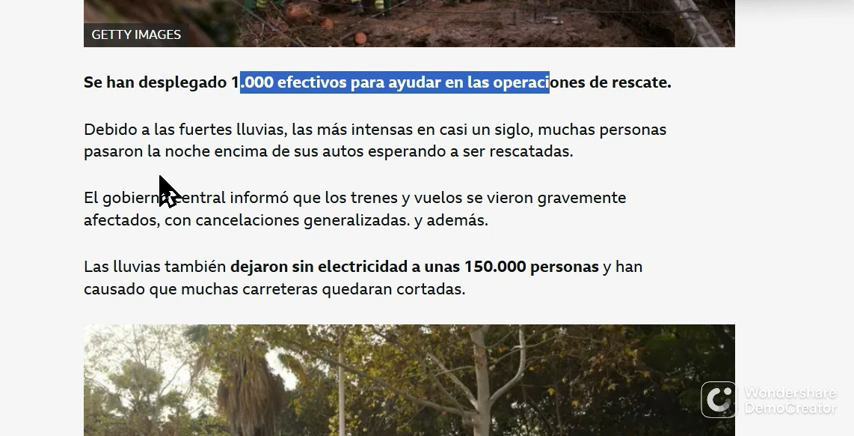 GETTY IMAGES
Se han desplegado 1.000 efectivos para ayudar en las operaciones de rescate.
Debido a las fuertes lluvias, las más intensas en casi un siglo, muchas personas
pasaron la noche encima de sus autos esperando a ser rescatadas.
El gobierno central informó que los trenes y vuelos se vieron gravemente
afectados, con cancelaciones generalizadas. y además.
Las lluvias también dejaron sin electricidad a unas 150.000 personas y han
causado que muchas carreteras quedaran cortadas.
Wondershare
DemoCreator